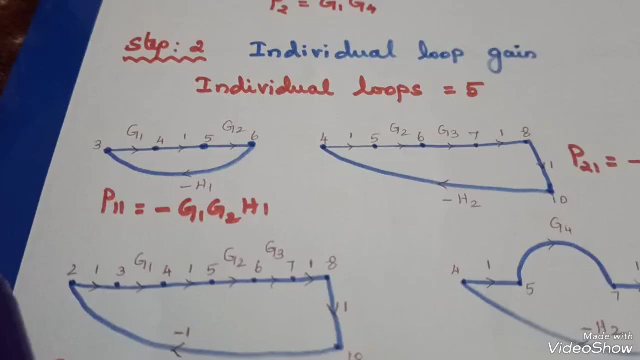 P2 = G1 G4
Step: 2 Individual loop gain
Individual loops = 5
3 G1 4 1 5 G2 6
-H1
4 1 5 G2 6 G3 7 1 8
1
10
-H2
P21 = -
P11 = - G1 G2 H1
2 1 3 G1 4 1 5 G2 6 G3 7 1 8
1
-1
10
G4
4 1 5 7 1
-H2
Made with
VideoShow